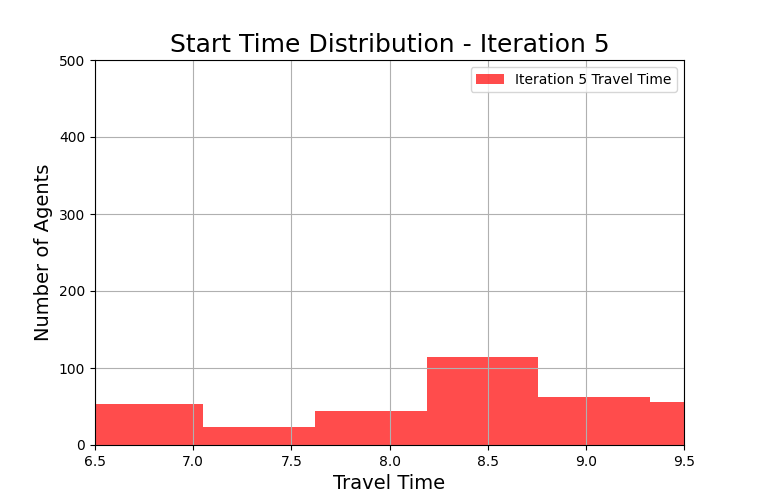 Start Time Distribution - Iteration 5
Iteration 5 Travel Time
Number of Agents
500
400
300
200
100
0
6.5 7.0 7.5 8.0 8.5 9.0 9.5
Travel Time